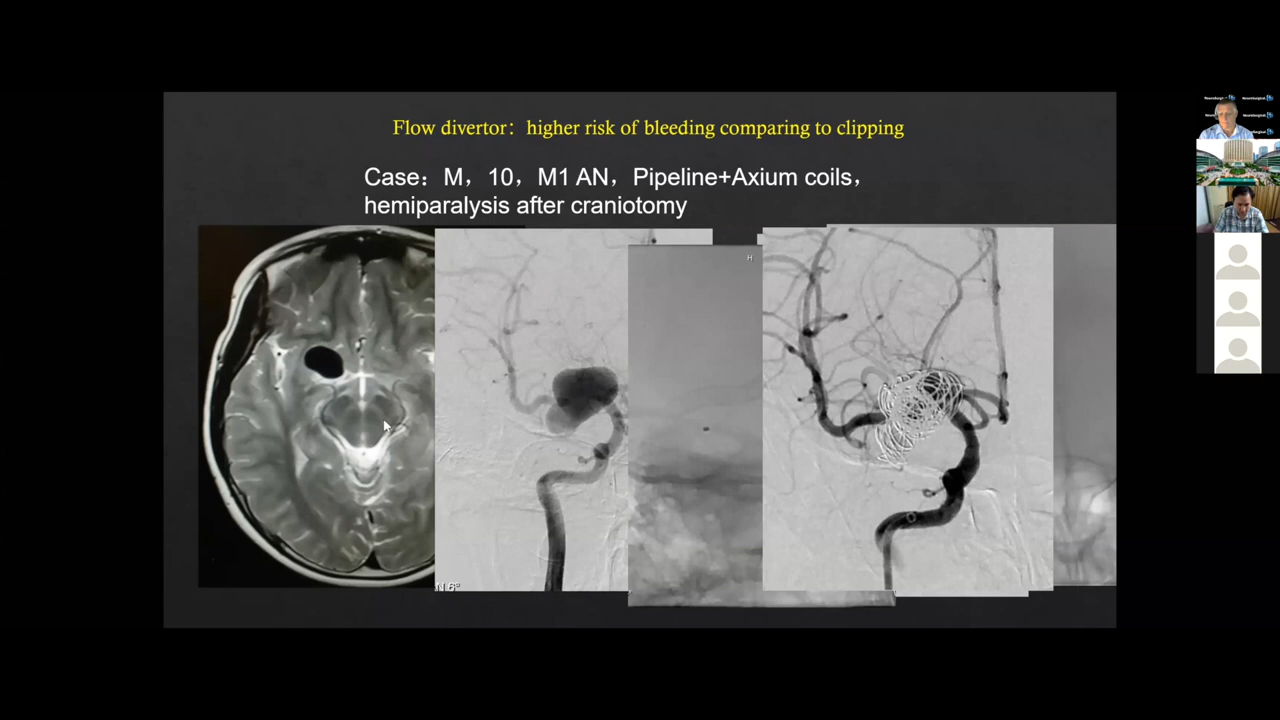 Flow divertor：higher risk of bleeding comparing to clipping
Case：M，10，M1 AN，Pipeline+Axium coils，
hemiparalysis after craniotomy
H
N 6°